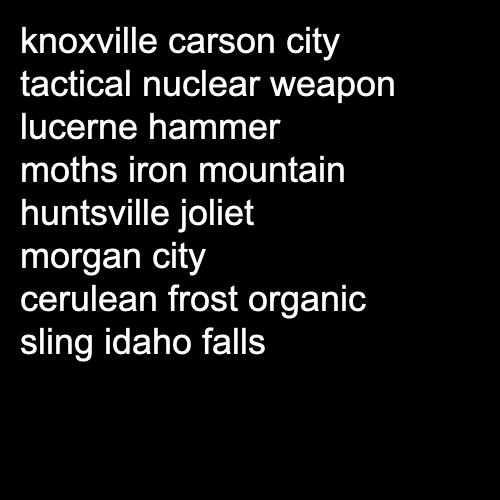 knoxville carson city
tactical nuclear weapon
lucerne hammer
moths iron mountain
huntsville joliet
morgan city
cerulean frost organic
sling idaho falls